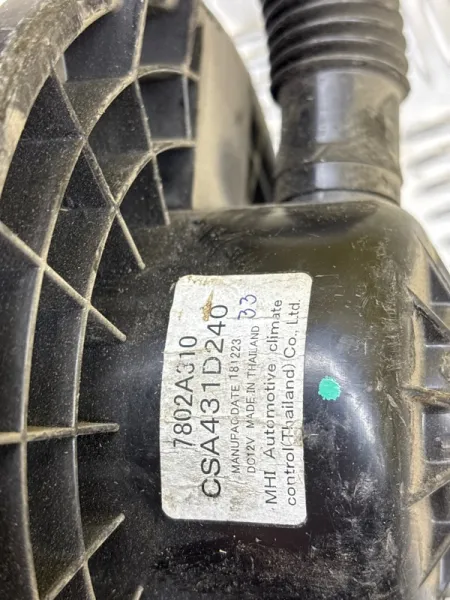 7802A310
CSA431D240
MANUFAC.DATE 181223
DC12V MADE IN THAILAND
33
MHI Automotive climate
control(Thailand) Co., Ltd.